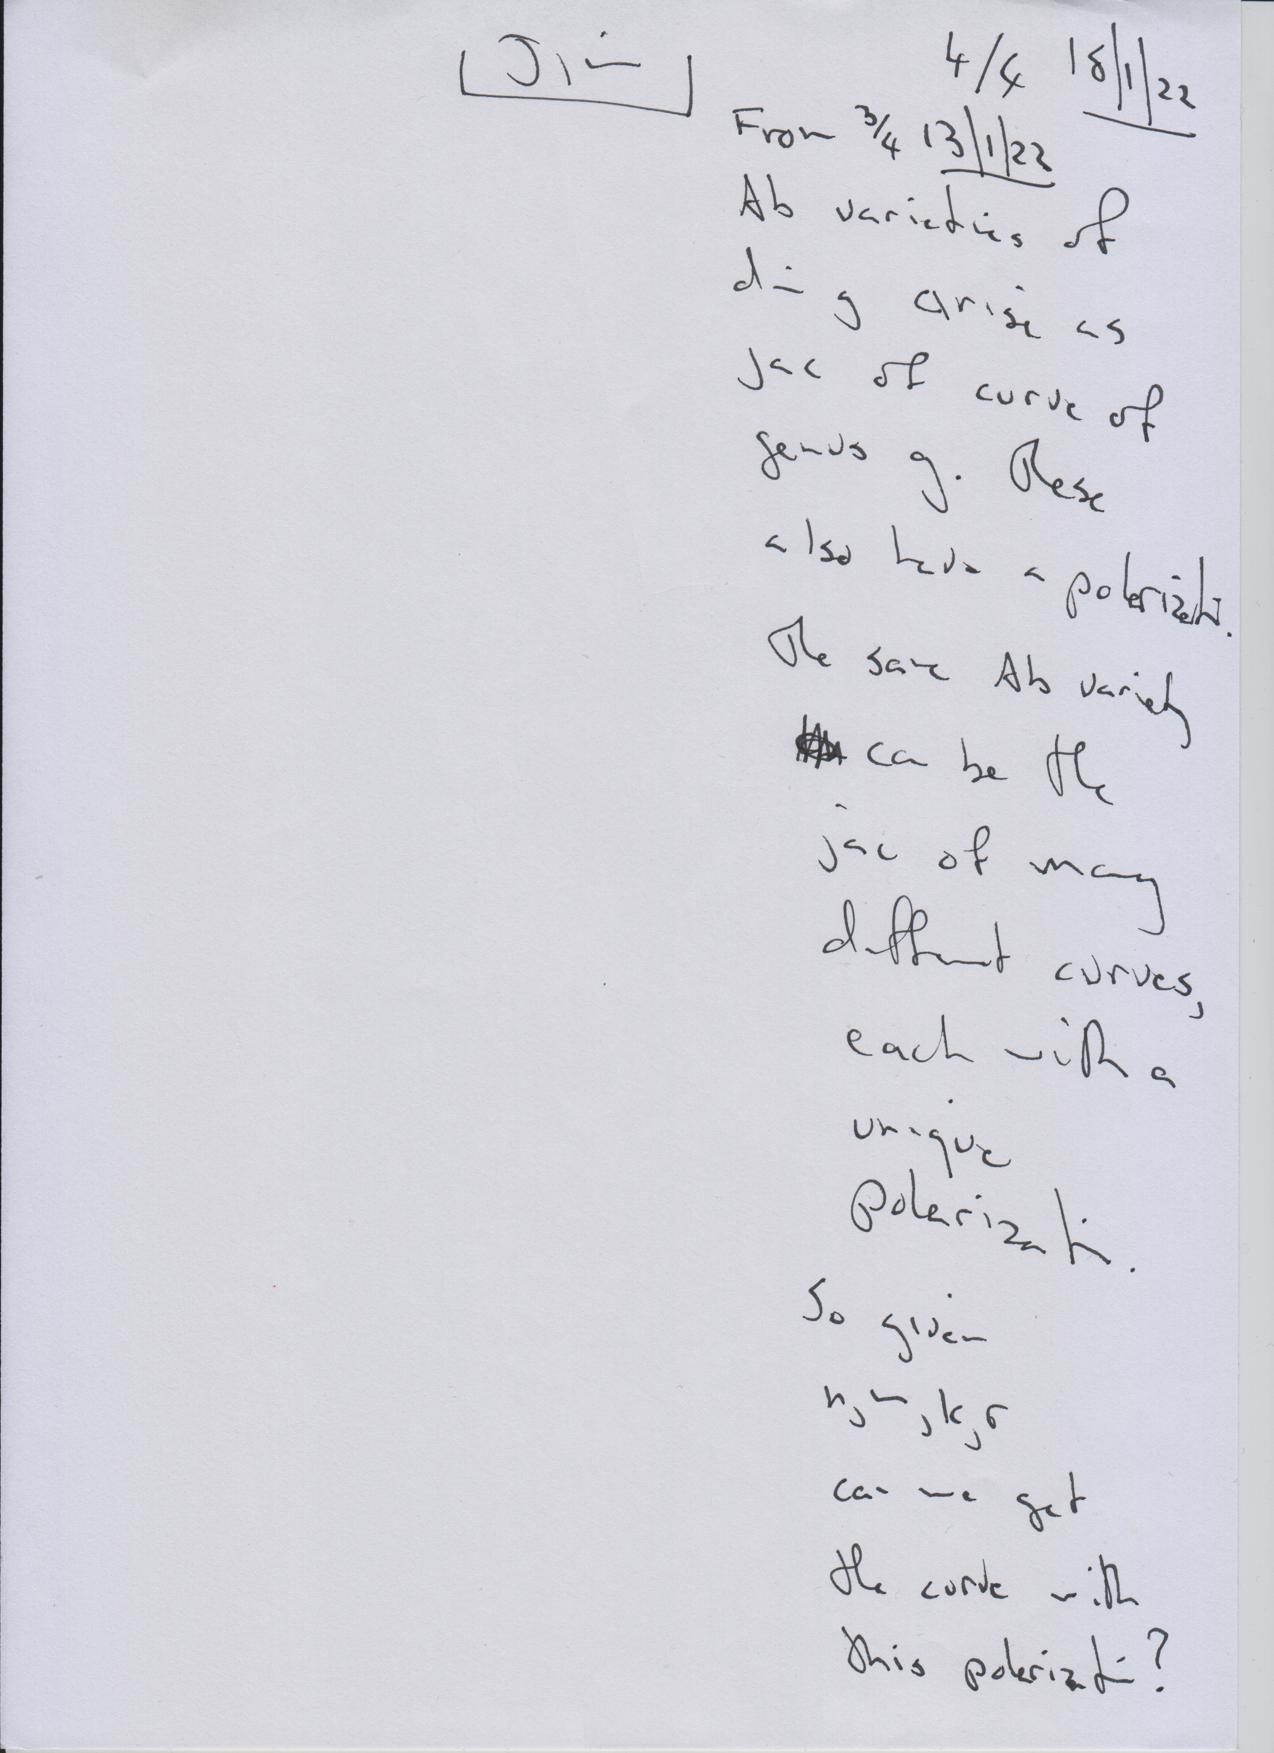 Jim
4/4 18/1/22
From 3/4 13/1/22
Ab varieties of
dim g arise as
jac of curve of
genus g. These
also have a polarization.
The same Ab variety
can be the
jac of many
different curves,
each with a
unique
polarization.
So given
n, m, k, r
can we get
the curve with
this polarization?